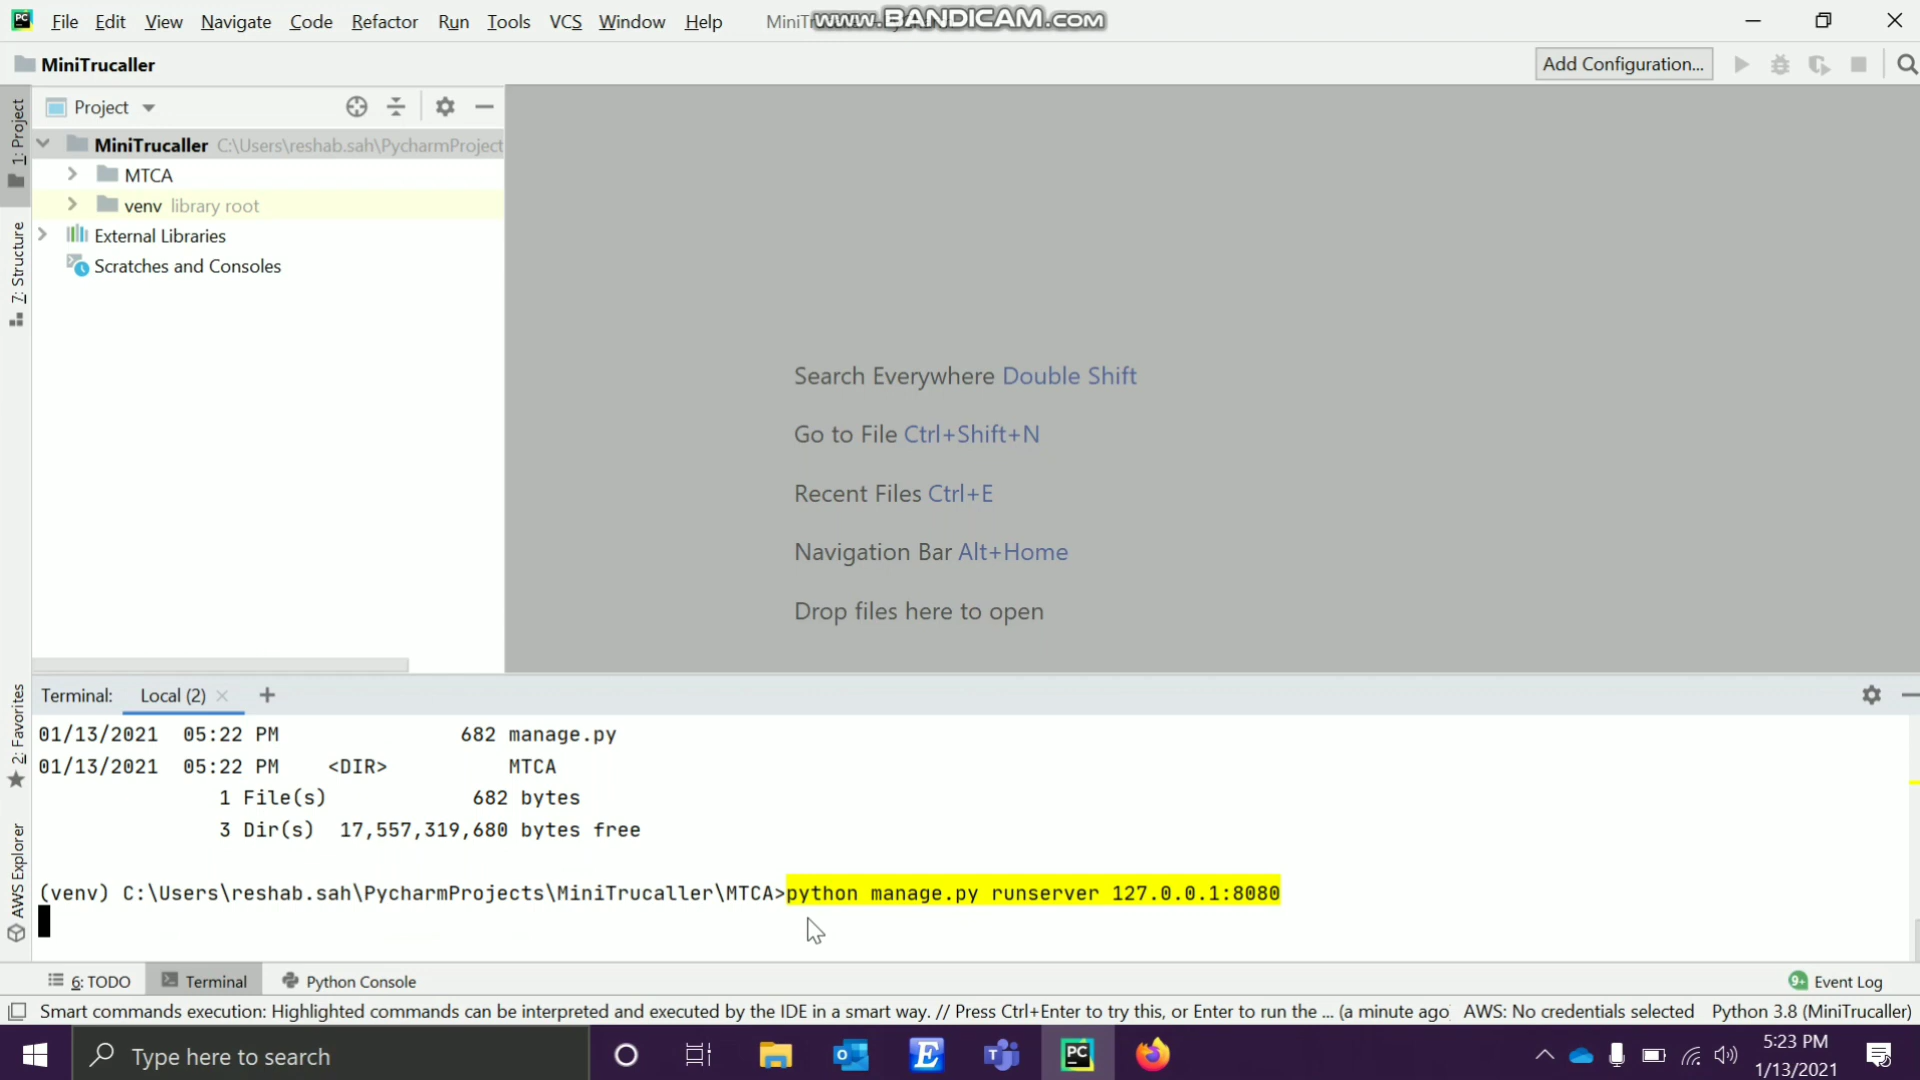 File Edit View Navigate Code Refactor Run Tools VCS Window Help MiniT
www.BANDICAM.com
MiniTrucaller
Add Configuration...
Project
MiniTrucaller C:\Users\reshab.sah\PycharmProject
MTCA
venv library root
External Libraries
Scratches and Consoles
1: Project
7: Structure
2: Favorites
AWS Explorer
Search Everywhere Double Shift
Go to File Ctrl+Shift+N
Recent Files Ctrl+E
Navigation Bar Alt+Home
Drop files here to open
Terminal: Local (2)
01/13/2021 05:22 PM 682 manage.py
01/13/2021 05:22 PM <DIR> MTCA
1 File(s) 682 bytes
3 Dir(s) 17,557,319,680 bytes free
(venv) C:\Users\reshab.sah\PycharmProjects\MiniTrucaller\MTCA>python manage.py runserver 127.0.0.1:8080
6: TODO Terminal Python Console 9+ Event Log
Smart commands execution: Highlighted commands can be interpreted and executed by the IDE in a smart way. // Press Ctrl+Enter to try this, or Enter to run the ... (a minute ago AWS: No credentials selected Python 3.8 (MiniTrucaller)
Type here to search
5:23 PM
1/13/2021